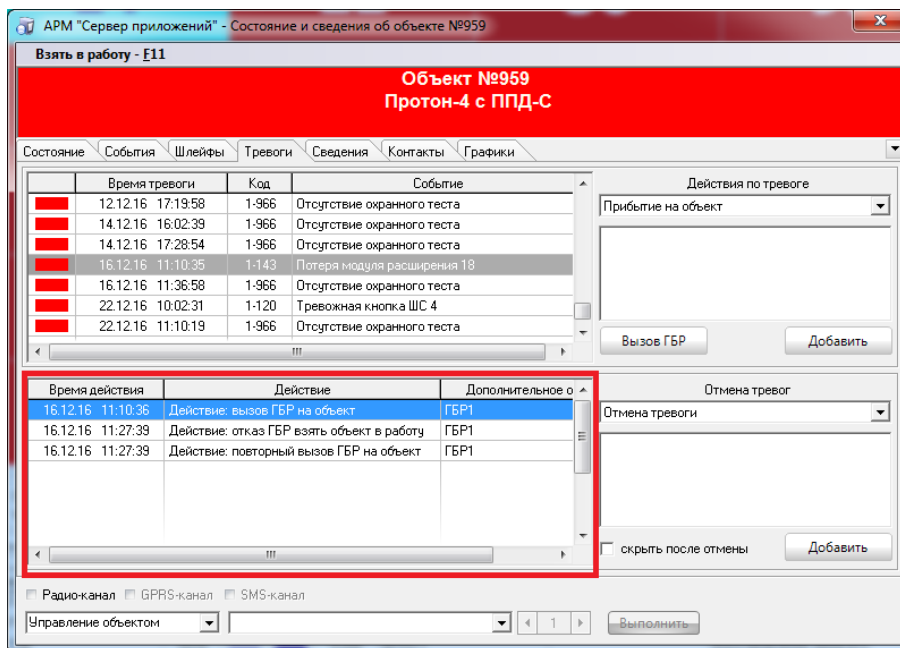 АРМ "Сервер приложений" - Состояние и сведения об объекте №959
Взять в работу - F11
Объект №959
Протон-4 с ППД-С
Состояние События Шлейфы Тревоги Сведения Контакты Графики
Время тревоги Код Событие
12.12.16 17:19:58 1-966 Отсутствие охранного теста
14.12.16 16:02:39 1-966 Отсутствие охранного теста
14.12.16 17:28:54 1-966 Отсутствие охранного теста
16.12.16 11:10:35 1-143 Потеря модуля расширения 18
16.12.16 11:36:58 1-966 Отсутствие охранного теста
22.12.16 10:02:31 1-120 Тревожная кнопка ШС 4
22.12.16 11:10:19 1-966 Отсутствие охранного теста
Действия по тревоге
Прибытие на объект
Вызов ГБР Добавить
Время действия Действие Дополнительное о
16.12.16 11:10:36 Действие: вызов ГБР на объект ГБР1
16.12.16 11:27:39 Действие: отказ ГБР взять объект в работу ГБР1
16.12.16 11:27:39 Действие: повторный вызов ГБР на объект ГБР1
Отмена тревог
Отмена тревоги
скрыть после отмены Добавить
Радио-канал GPRS-канал SMS-канал
Управление объектом 1 Выполнить